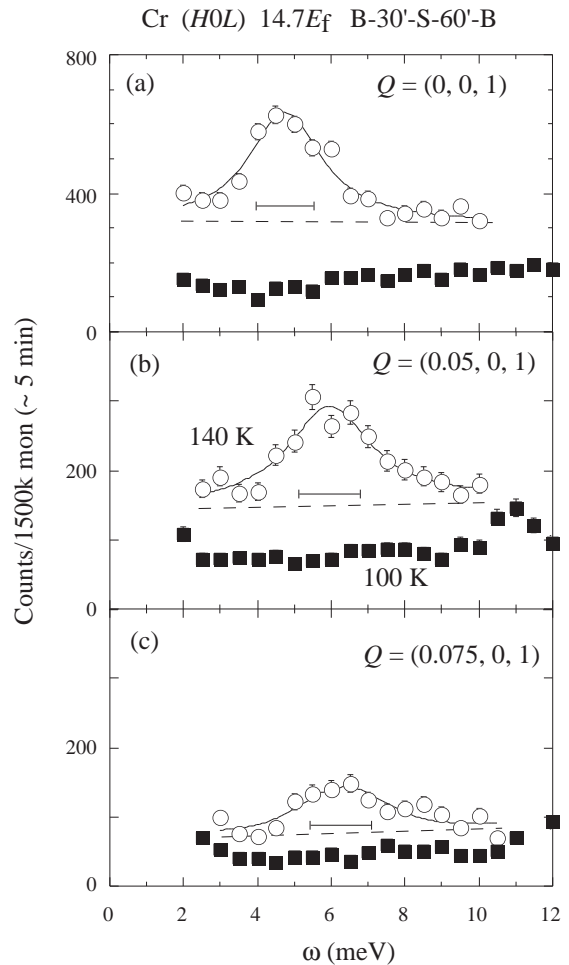 Cr (H0L) 14.7Ef B-30'-S-60'-B
800
(a)
Q = (0, 0, 1)
400
0
(b)
Q = (0.05, 0, 1)
140 K
200
100 K
0
(c)
Q = (0.075, 0, 1)
200
0
0 2 4 6 8 10 12
ω (meV)
Counts/1500k mon (~ 5 min)